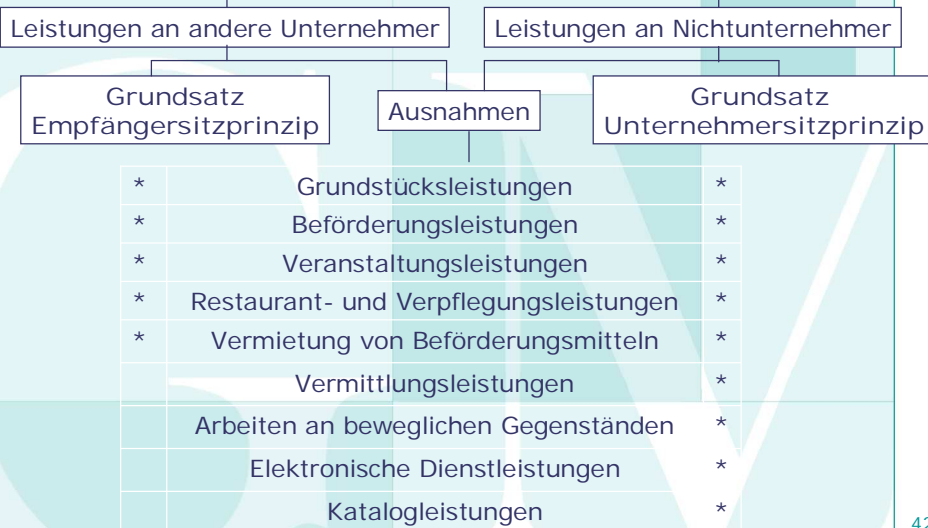 Leistungen an andere Unternehmer
Leistungen an Nichtunternehmer
Grundsatz
Empfängersitzprinzip
Ausnahmen
Grundsatz
Unternehmersitzprinzip
* Grundstücksleistungen *
* Beförderungsleistungen *
* Veranstaltungsleistungen *
* Restaurant- und Verpflegungsleistungen *
* Vermietung von Beförderungsmitteln *
Vermittlungsleistungen *
Arbeiten an beweglichen Gegenständen *
Elektronische Dienstleistungen *
Katalogleistungen *